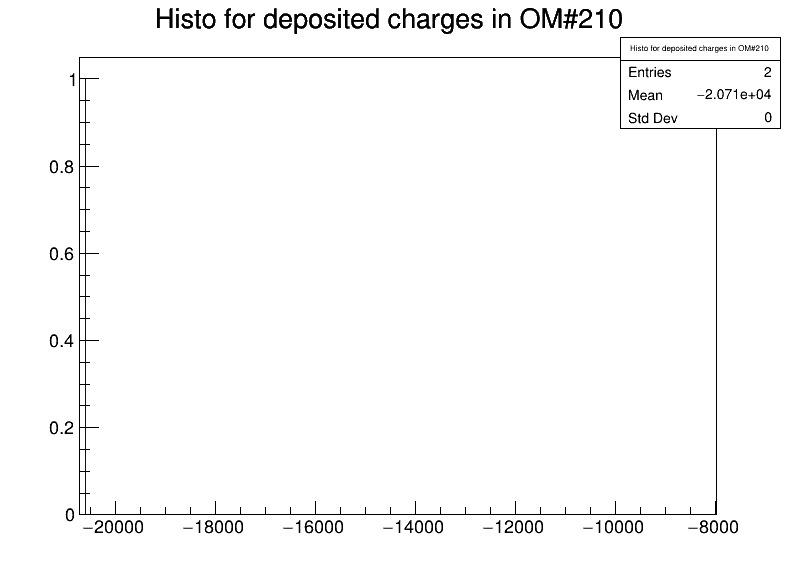 Histo for deposited charges in OM#210
Histo for deposited charges in OM#210
Entries 2
Mean −2.071e+04
Std Dev 0
1
0.8
0.6
0.4
0.2
0
−20000 −18000 −16000 −14000 −12000 −10000 −8000